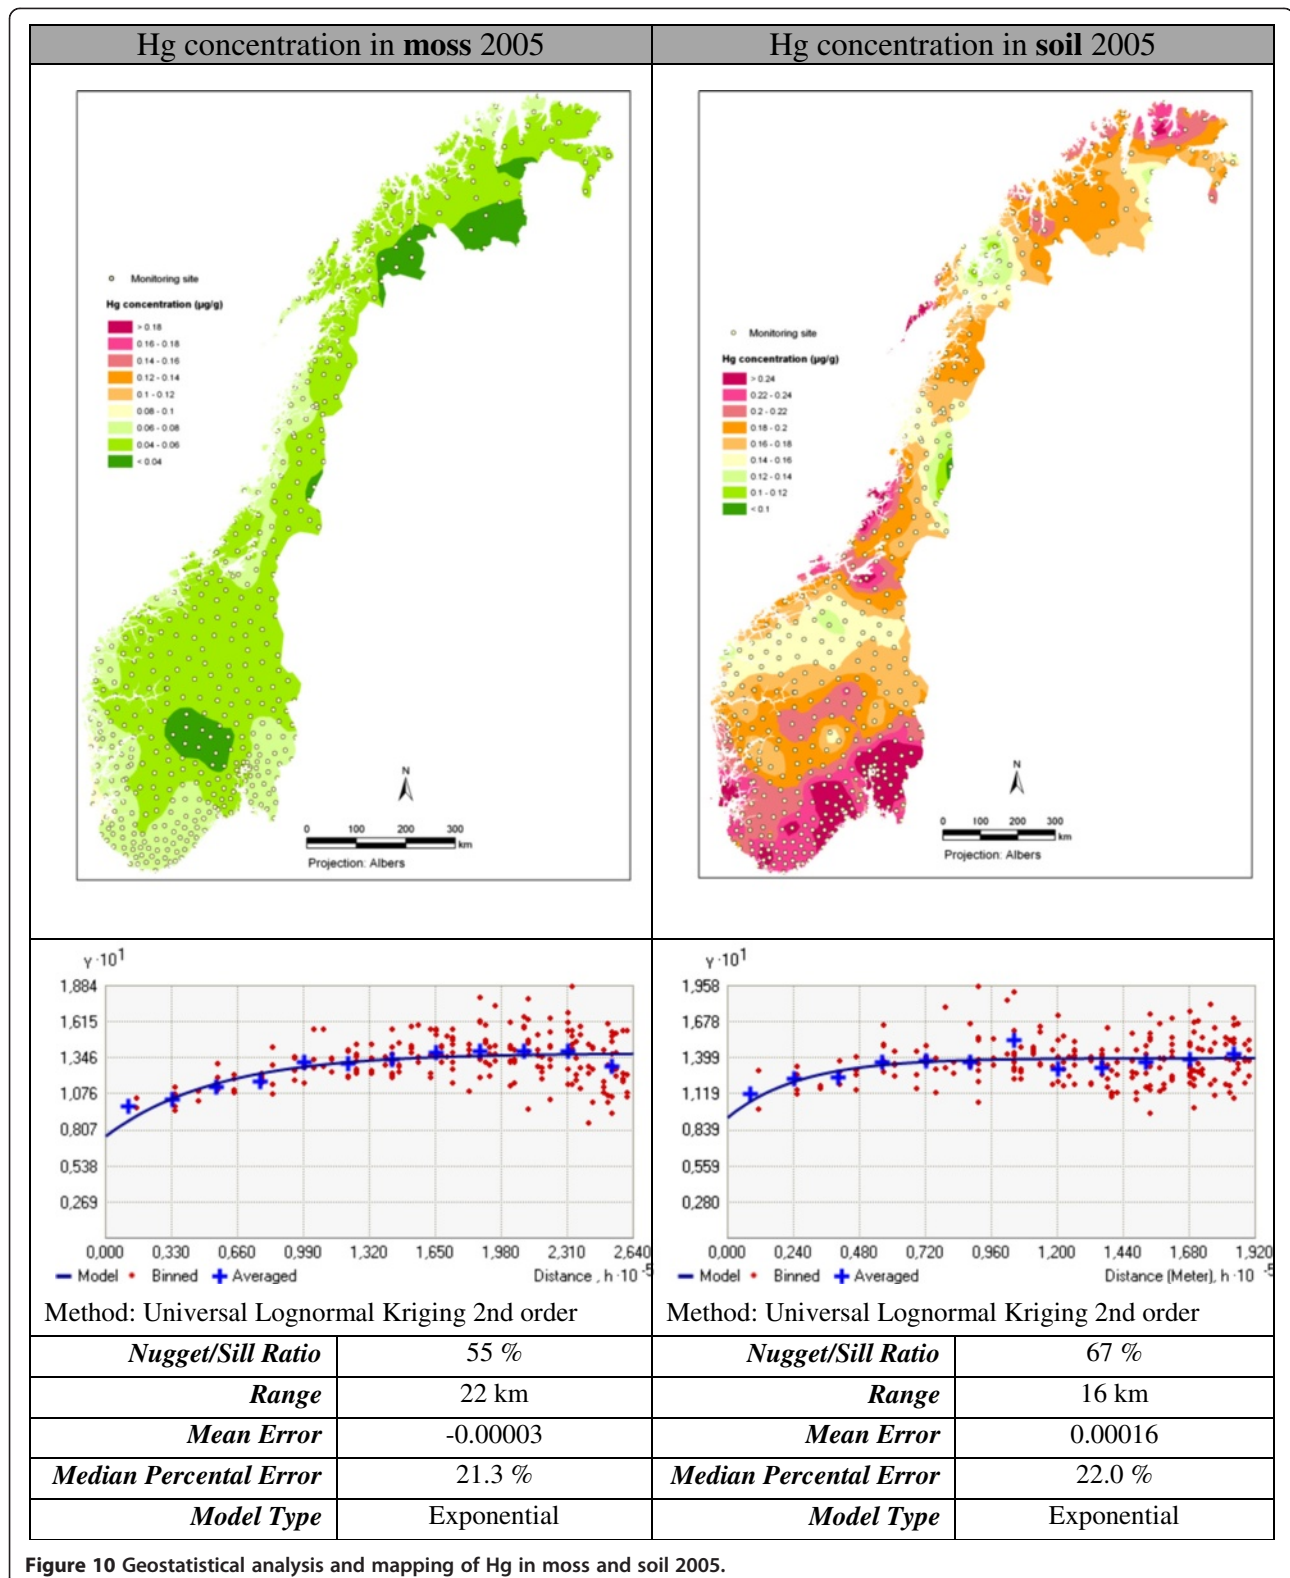 Hg concentration in moss 2005
Hg concentration in soil 2005
Monitoring site
Hg concentration (µg/g)
> 0.18
0.16 - 0.18
0.14 - 0.16
0.12 - 0.14
0.1 - 0.12
0.08 - 0.1
0.06 - 0.08
0.04 - 0.06
< 0.04
N
0 100 200 300
km
Projection: Albers
Monitoring site
Hg concentration (µg/g)
> 0.24
0.22 - 0.24
0.2 - 0.22
0.18 - 0.2
0.16 - 0.18
0.14 - 0.16
0.12 - 0.14
0.1 - 0.12
< 0.1
N
0 100 200 300
km
Projection: Albers
γ·10¹
1,884
1,615
1,346
1,076
0,807
0,538
0,269
0,000 0,330 0,660 0,990 1,320 1,650 1,980 2,310 2,640
Model Binned Averaged Distance , h·10⁻⁵
Method: Universal Lognormal Kriging 2nd order
γ·10¹
1,958
1,678
1,399
1,119
0,839
0,559
0,280
0,000 0,240 0,480 0,720 0,960 1,200 1,440 1,680 1,920
Model Binned Averaged Distance (Meter), h·10⁻⁵
Method: Universal Lognormal Kriging 2nd order
Nugget/Sill Ratio 55 % Nugget/Sill Ratio 67 %
Range 22 km Range 16 km
Mean Error -0.00003 Mean Error 0.00016
Median Percental Error 21.3 % Median Percental Error 22.0 %
Model Type Exponential Model Type Exponential
Figure 10 Geostatistical analysis and mapping of Hg in moss and soil 2005.